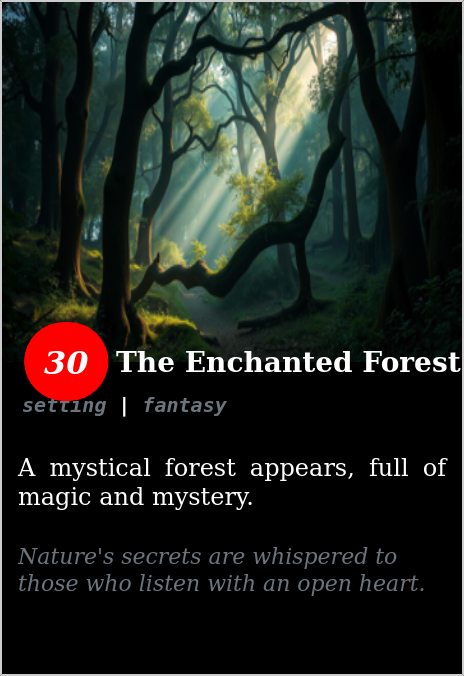 30 The Enchanted Forest
setting | fantasy
A mystical forest appears, full of
magic and mystery.
Nature's secrets are whispered to
those who listen with an open heart.